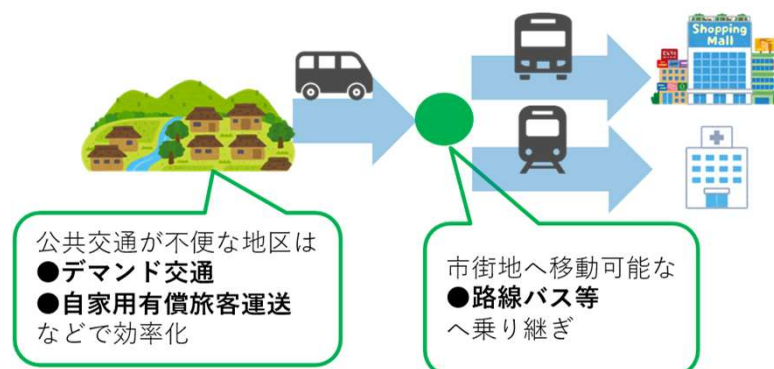 Shopping
Mall
公共交通が不便な地区は
●デマンド交通
●自家用有償旅客運送
などで効率化
市街地へ移動可能な
●路線バス等
へ乗り継ぎ